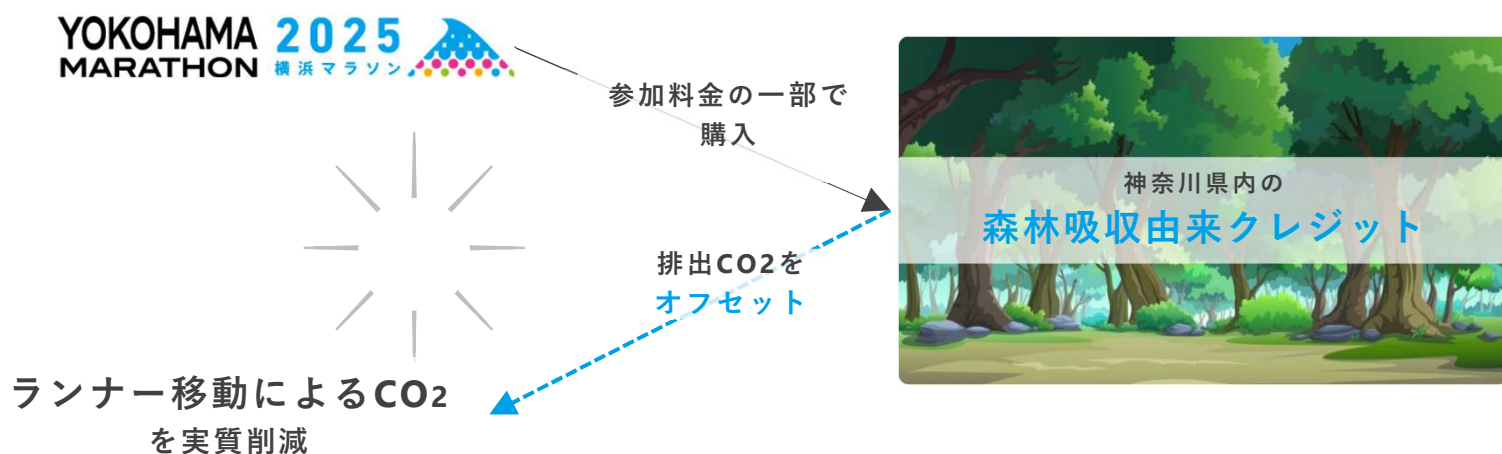 YOKOHAMA
MARATHON
2025
横浜マラソン
参加料金の一部で
購入
神奈川県内の
森林吸収由来クレジット
排出CO2を
オフセット
ランナー移動によるCO2
を実質削減